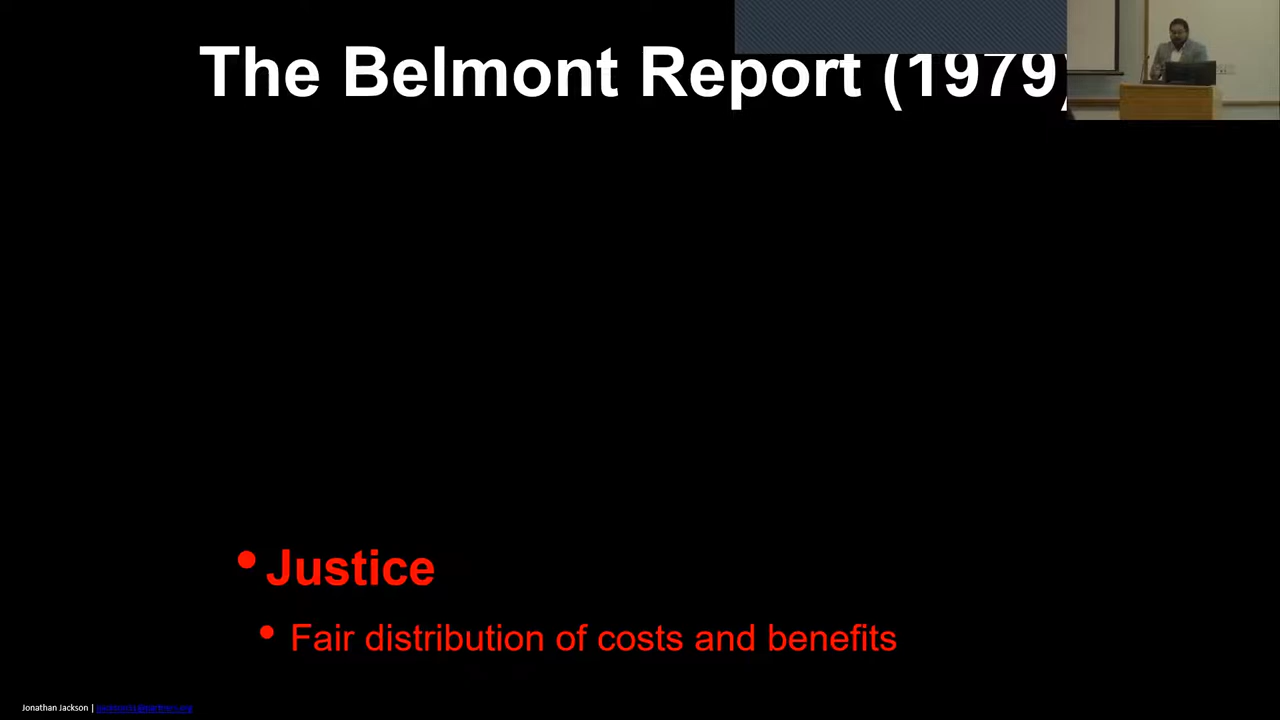 The Belmont Report (1979)
• Justice
• Fair distribution of costs and benefits
Jonathan Jackson |